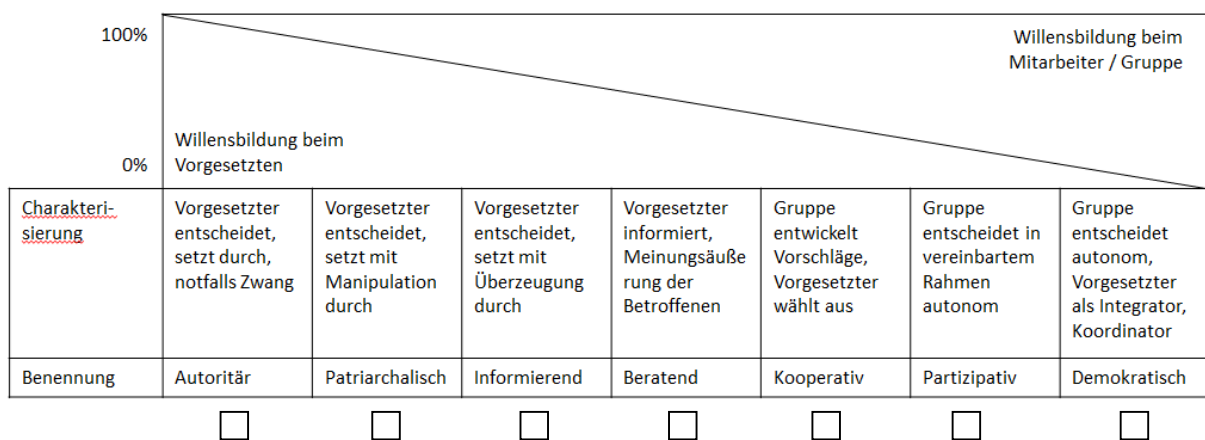 100%
Willensbildung beim
Mitarbeiter / Gruppe
Willensbildung beim
0% Vorgesetzten
Charakteri-
sierung
Vorgesetzter
entscheidet,
setzt durch,
notfalls Zwang
Vorgesetzter
entscheidet,
setzt mit
Manipulation
durch
Vorgesetzter
entscheidet,
setzt mit
Überzeugung
durch
Vorgesetzter
informiert,
Meinungsäuße
rung der
Betroffenen
Gruppe
entwickelt
Vorschläge,
Vorgesetzter
wählt aus
Gruppe
entscheidet in
vereinbartem
Rahmen
autonom
Gruppe
entscheidet
autonom,
Vorgesetzter
als Integrator,
Koordinator
Benennung Autoritär Patriarchalisch Informierend Beratend Kooperativ Partizipativ Demokratisch